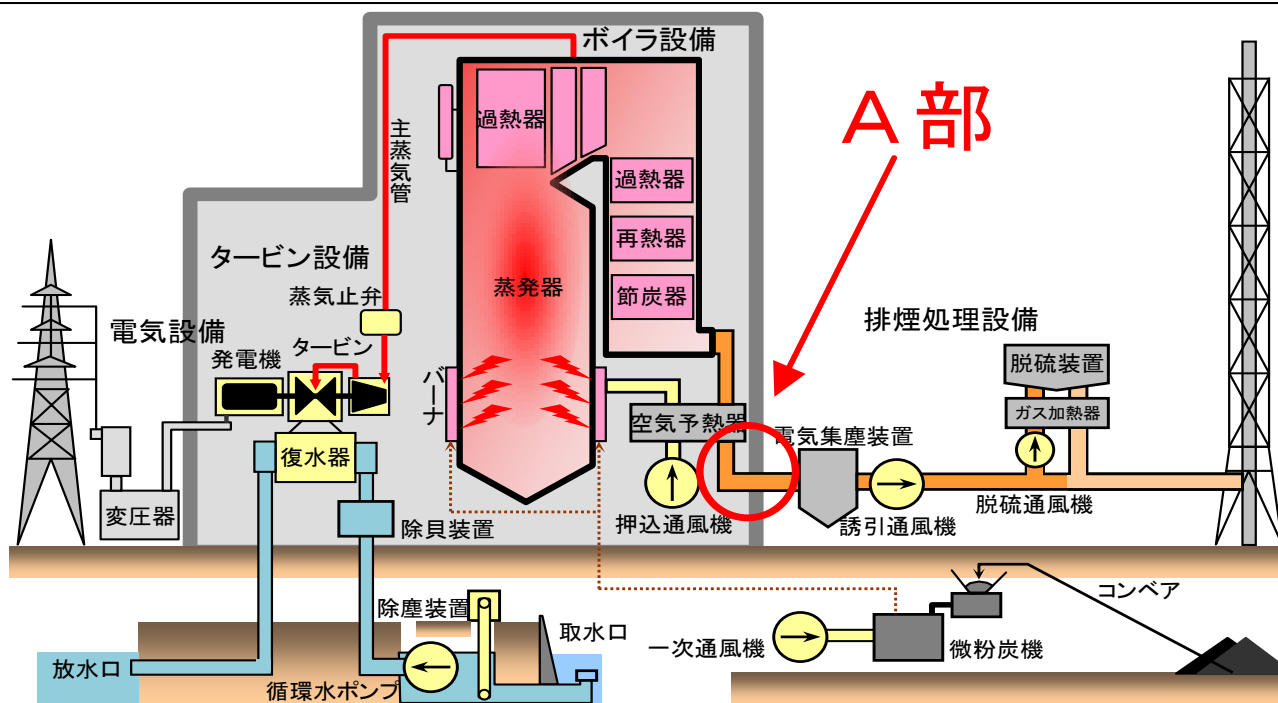 ボイラ設備
A部
過熱器
主蒸気管
過熱器
再熱器
タービン設備
蒸気止弁
蒸発器
節炭器
排煙処理設備
電気設備
発電機
タービン
バーナ
脱硫装置
ガス加熱器
空気予熱器
電気集塵装置
復水器
変圧器
除貝装置
押込通風機
誘引通風機
脱硫通風機
コンベア
除塵装置
取水口
一次通風機
微粉炭機
放水口
循環水ポンプ